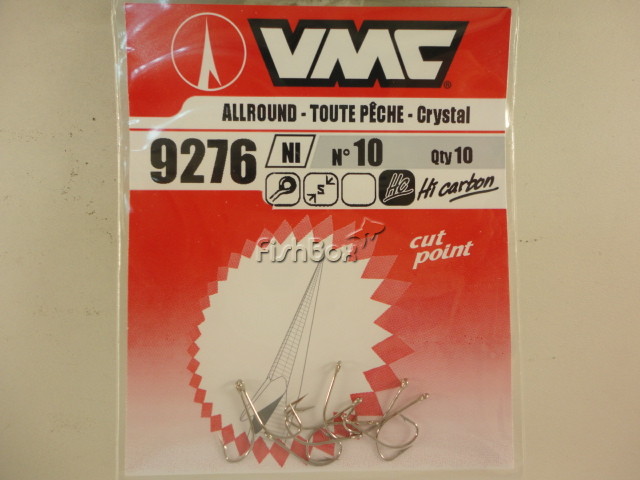 VMC®
ALLROUND - TOUTE PÊCHE - Crystal
9276 NI N° 10 Qty 10
S HC Hi carbon
cut point
FishBox